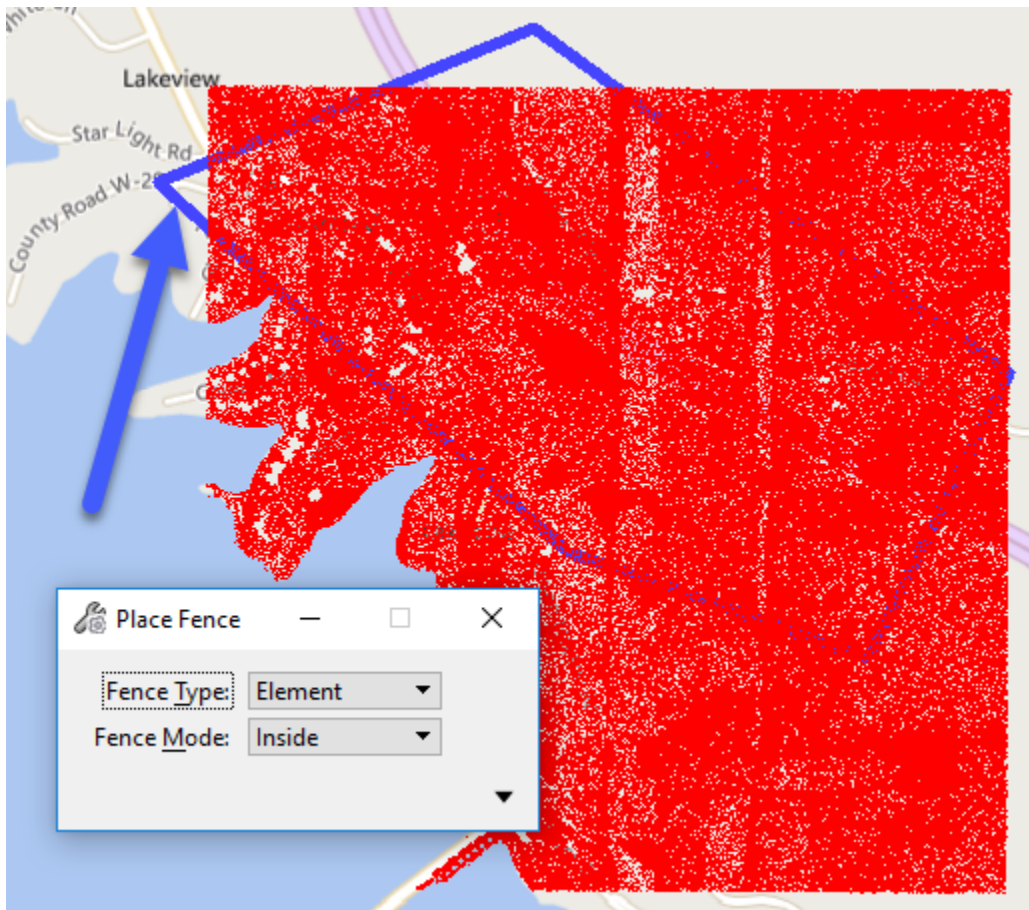 Lakeview
Star Light Rd
County Road W-2
Place Fence
Fence Type: Element
Fence Mode: Inside